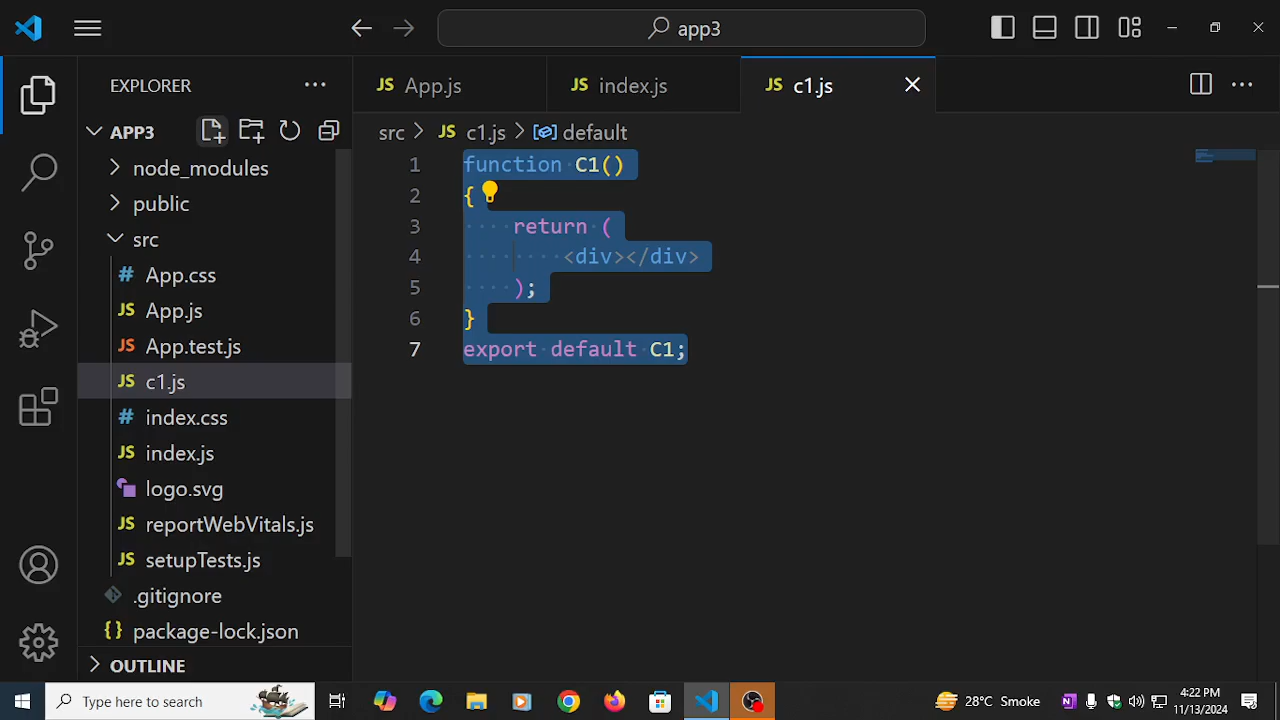 app3
EXPLORER
App.js
index.js
c1.js
APP3
src > c1.js > default
node_modules
public
src
App.css
App.js
App.test.js
c1.js
index.css
index.js
logo.svg
reportWebVitals.js
setupTests.js
.gitignore
package-lock.json
OUTLINE
1 function C1()
2 {
3 return (
4 <div></div>
5 );
6 }
7 export default C1;
Type here to search
28°C Smoke
4:22 PM
11/13/2024